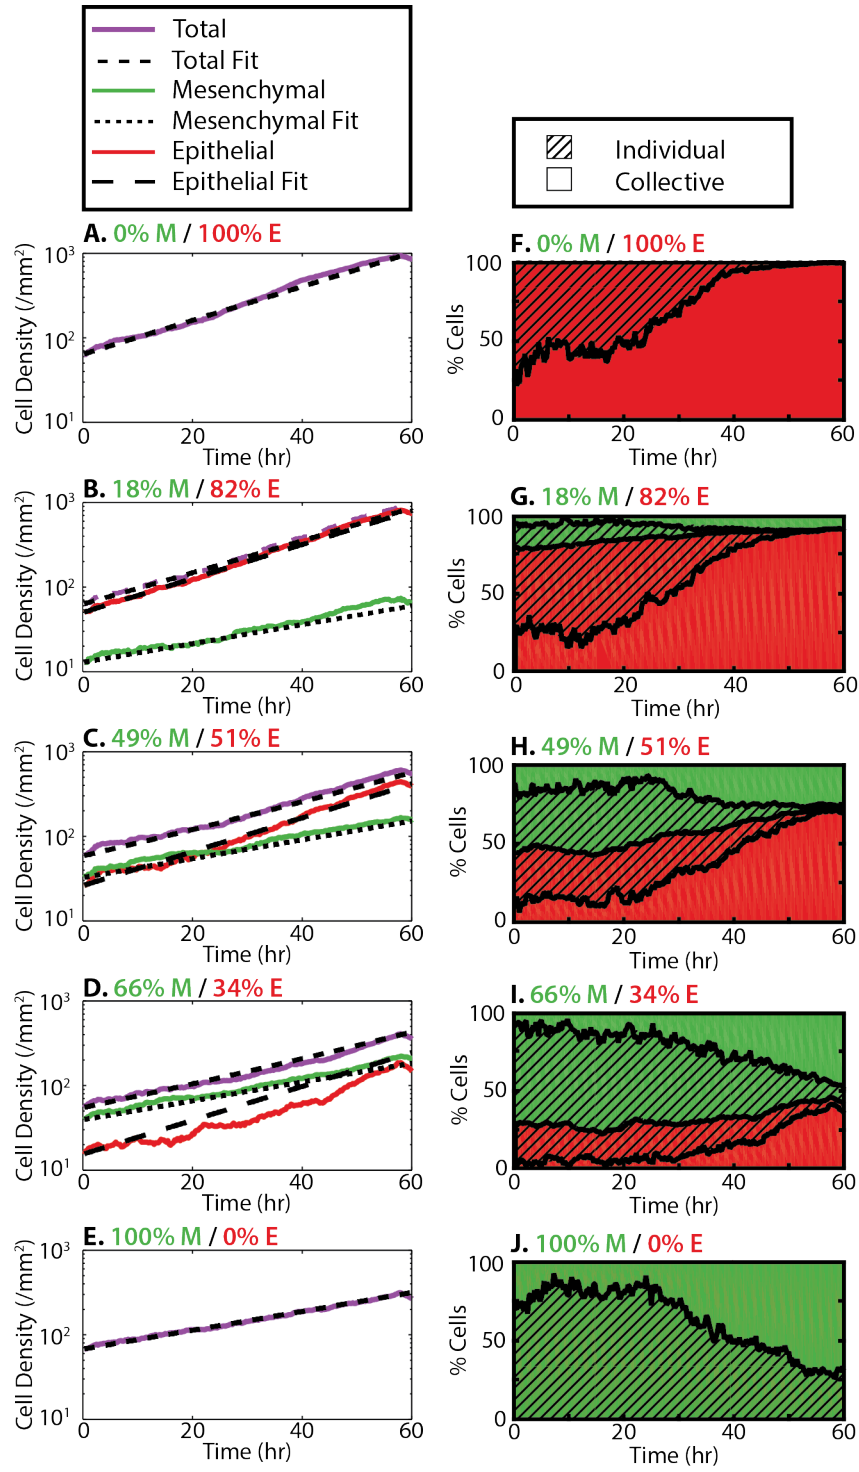 Total
Total Fit
Mesenchymal
Mesenchymal Fit
Epithelial
Epithelial Fit
Individual
Collective
A. 0% M / 100% E
Cell Density (/mm²)
10³
10²
10¹
0 20 40 60
Time (hr)
F. 0% M / 100% E
% Cells
100
50
0
0 20 40 60
Time (hr)
B. 18% M / 82% E
Cell Density (/mm²)
10³
10²
10¹
0 20 40 60
Time (hr)
G. 18% M / 82% E
% Cells
100
50
0
0 20 40 60
Time (hr)
C. 49% M / 51% E
Cell Density (/mm²)
10³
10²
10¹
0 20 40 60
Time (hr)
H. 49% M / 51% E
% Cells
100
50
0
0 20 40 60
Time (hr)
D. 66% M / 34% E
Cell Density (/mm²)
10³
10²
10¹
0 20 40 60
Time (hr)
I. 66% M / 34% E
% Cells
100
50
0
0 20 40 60
Time (hr)
E. 100% M / 0% E
Cell Density (/mm²)
10³
10²
10¹
0 20 40 60
Time (hr)
J. 100% M / 0% E
% Cells
100
50
0
0 20 40 60
Time (hr)